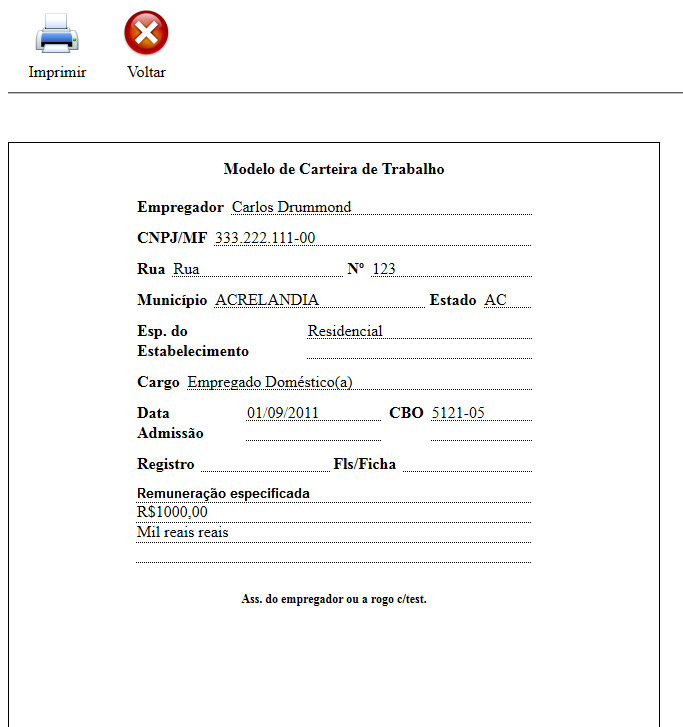 Imprimir Voltar
Modelo de Carteira de Trabalho
Empregador Carlos Drummond
CNPJ/MF 333.222.111-00
Rua Rua Nº 123
Município ACRELANDIA Estado AC
Esp. do Residencial
Estabelecimento
Cargo Empregado Doméstico(a)
Data 01/09/2011 CBO 5121-05
Admissão
Registro Fls/Ficha
Remuneração especificada
R$1000,00
Mil reais reais
Ass. do empregador ou a rogo c/test.